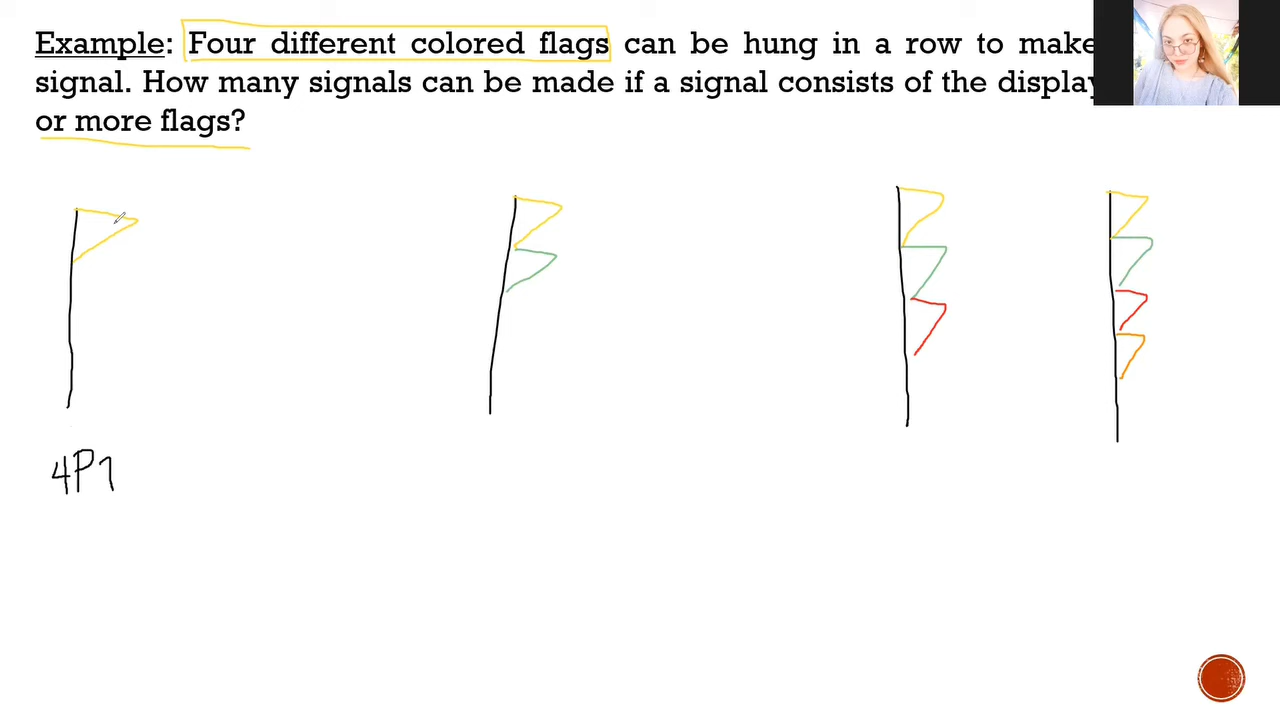 Example: Four different colored flags can be hung in a row to make
signal. How many signals can be made if a signal consists of the display
or more flags?
4P1